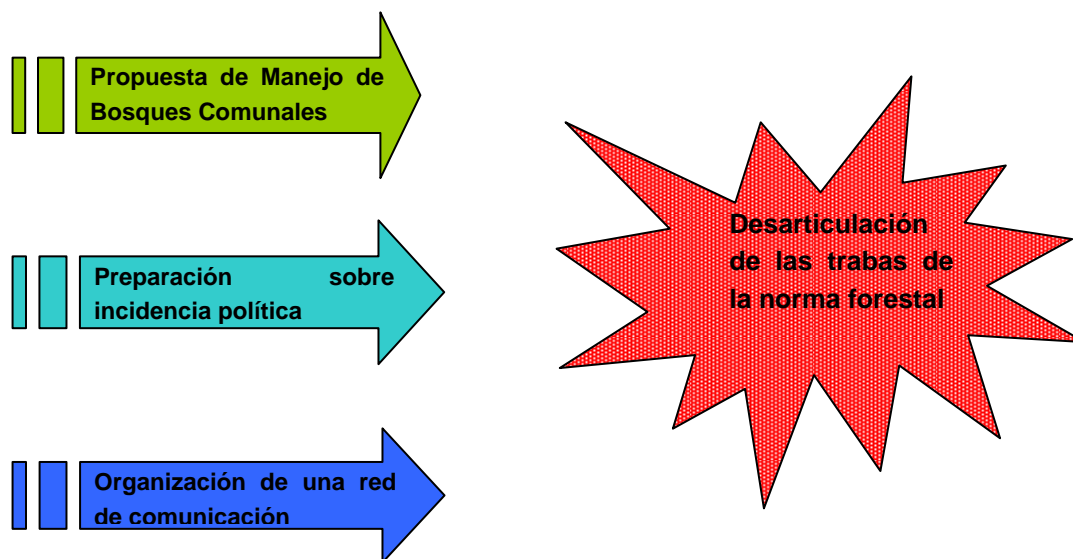 Propuesta de Manejo de
Bosques Comunales
Preparación sobre
incidencia política
Organización de una red
de comunicación
Desarticulación
de las trabas de
la norma forestal